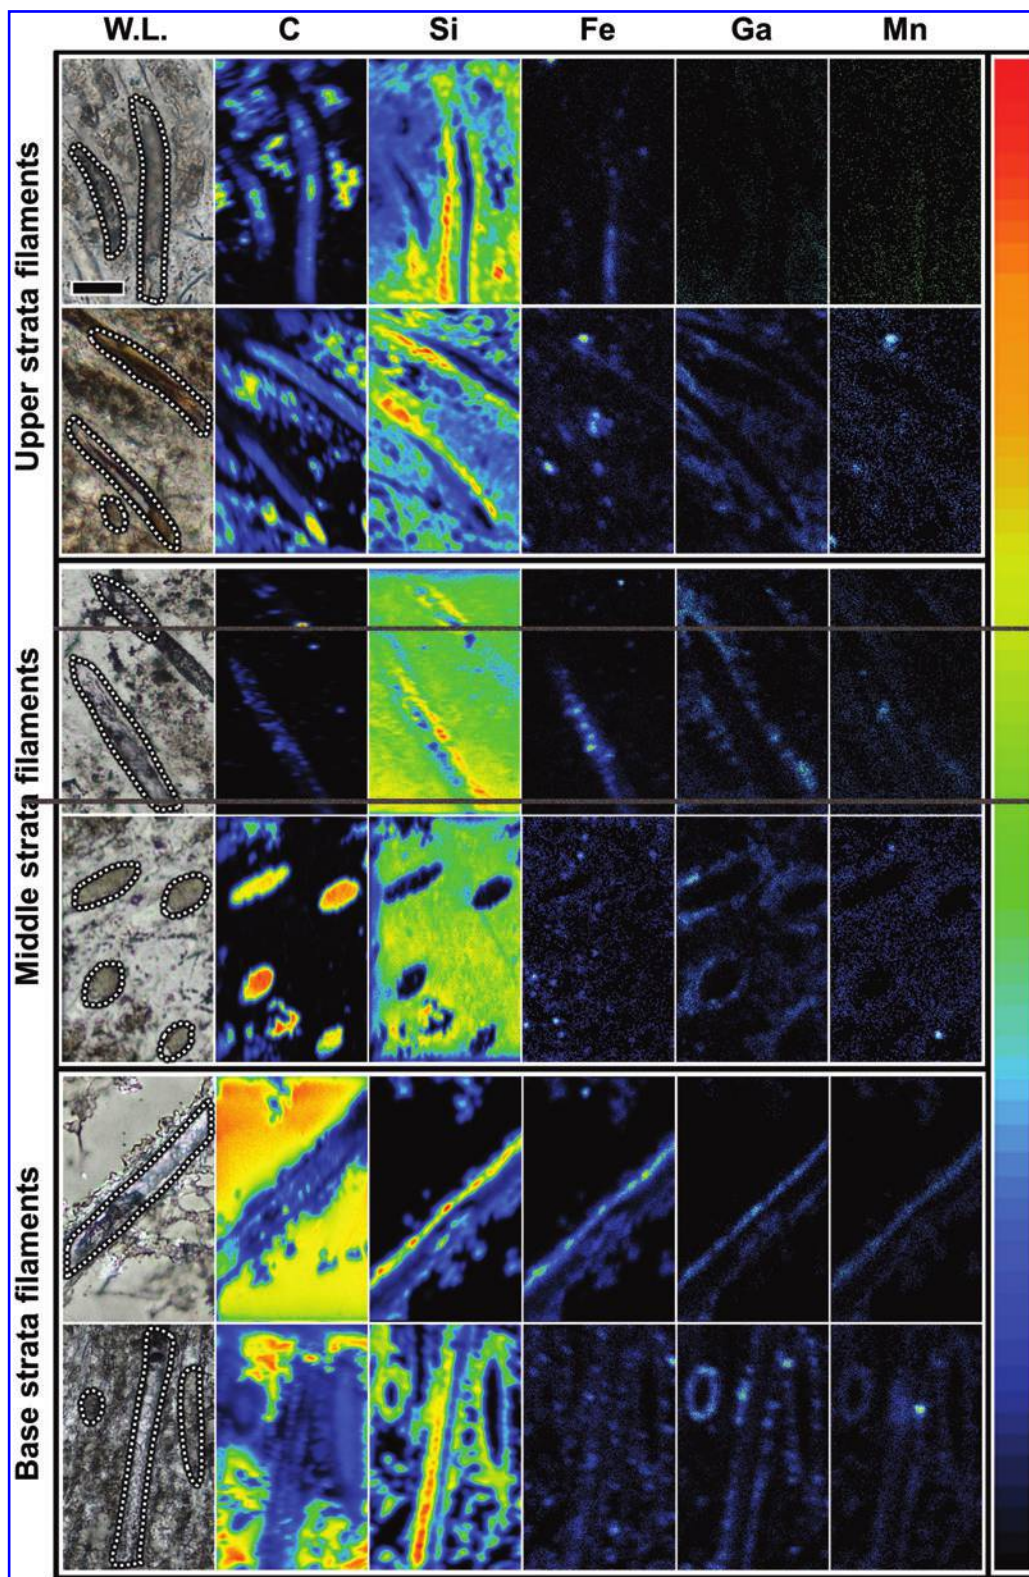 W.L. C Si Fe Ga Mn
Upper strata filaments
Middle strata filaments
Base strata filaments